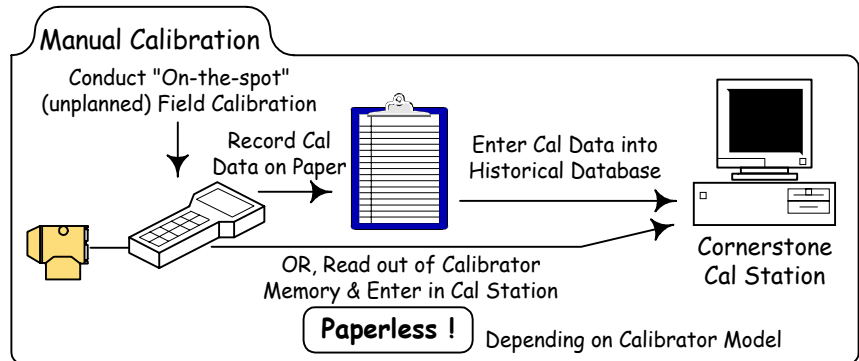 Manual Calibration
Conduct "On-the-spot"
(unplanned) Field Calibration
Record Cal
Data on Paper
Enter Cal Data into
Historical Database
Cornerstone
Cal Station
OR, Read out of Calibrator
Memory & Enter in Cal Station
Paperless !
Depending on Calibrator Model